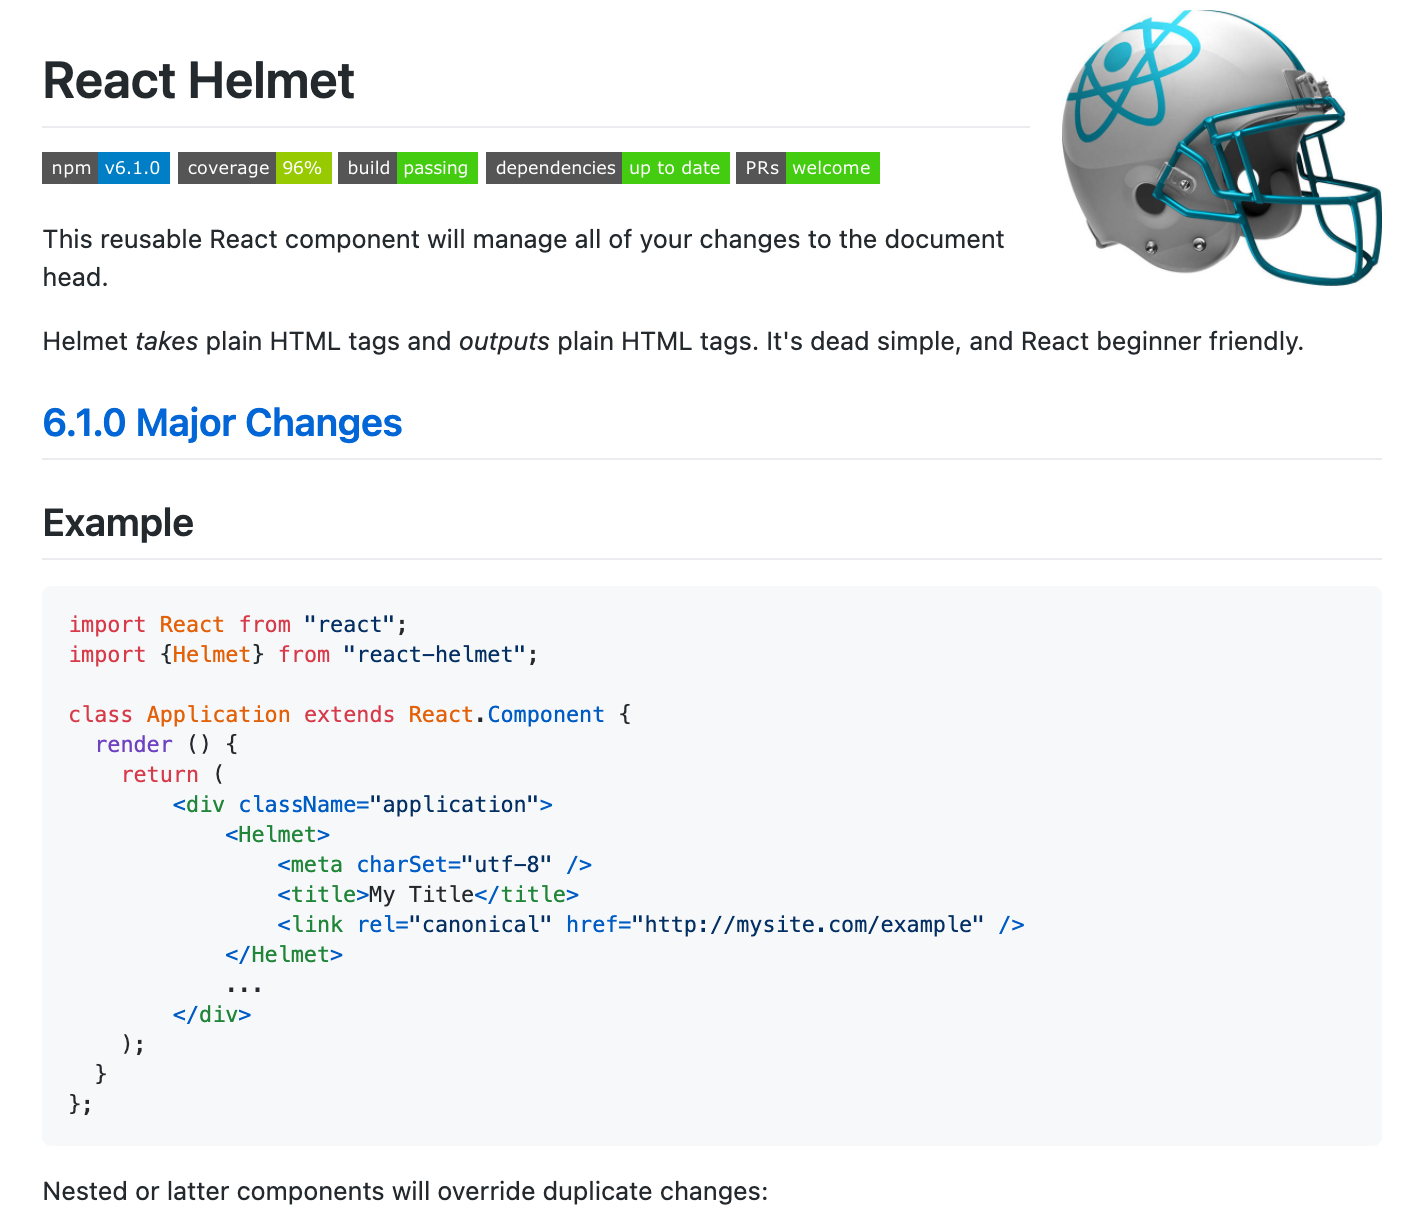 React Helmet
npm v6.1.0 coverage 96% build passing dependencies up to date PRs welcome
This reusable React component will manage all of your changes to the document
head.
Helmet takes plain HTML tags and outputs plain HTML tags. It's dead simple, and React beginner friendly.
6.1.0 Major Changes
Example
import React from "react";
import {Helmet} from "react-helmet";

class Application extends React.Component {
  render () {
    return (
        <div className="application">
            <Helmet>
                <meta charSet="utf-8" />
                <title>My Title</title>
                <link rel="canonical" href="http://mysite.com/example" />
            </Helmet>
            ...
        </div>
    );
  }
};
Nested or latter components will override duplicate changes: